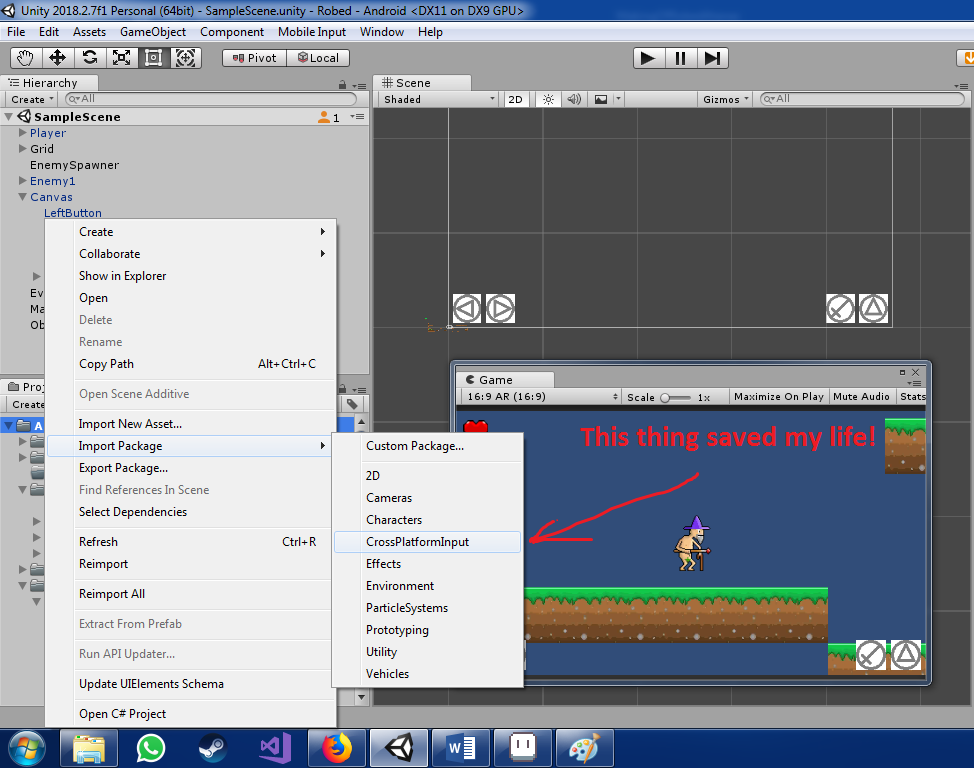 Unity 2018.2.7f1 Personal (64bit) - SampleScene.unity - Robed - Android <DX11 on DX9 GPU>
File Edit Assets GameObject Component Mobile Input Window Help
Pivot Local
Hierarchy
Create All
SampleScene 1
Player
Grid
EnemySpawner
Enemy1
Canvas
LeftButton
Ev
Ma
Ob
Proj
Create
A
Create
Collaborate
Show in Explorer
Open
Delete
Rename
Copy Path Alt+Ctrl+C
Open Scene Additive
Import New Asset...
Import Package
Export Package...
Find References In Scene
Select Dependencies
Refresh Ctrl+R
Reimport
Reimport All
Extract From Prefab
Run API Updater...
Update UIElements Schema
Open C# Project
Custom Package...
2D
Cameras
Characters
CrossPlatformInput
Effects
Environment
ParticleSystems
Prototyping
Utility
Vehicles
Scene
Shaded 2D Gizmos All
Game
16:9 AR (16:9) Scale 1x Maximize On Play Mute Audio Stats
This thing saved my life!
W